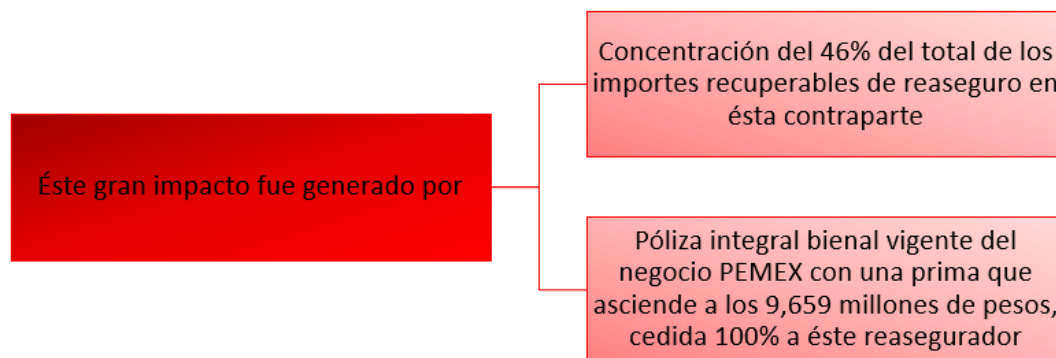 Éste gran impacto fue generado por
Concentración del 46% del total de los
importes recuperables de reaseguro en
ésta contraparte
Póliza integral bienal vigente del
negocio PEMEX con una prima que
asciende a los 9,659 millones de pesos,
cedida 100% a éste reasegurador